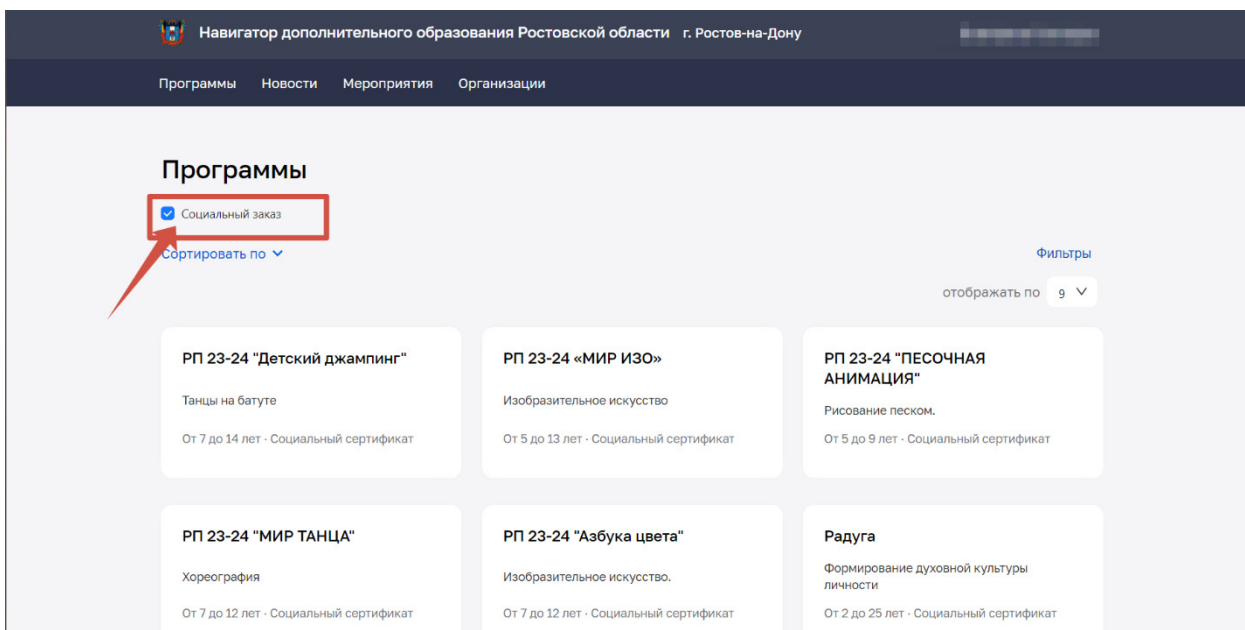 Навигатор дополнительного образования Ростовской области г. Ростов-на-Дону
Программы Новости Мероприятия Организации
Программы
Социальный заказ
Сортировать по
Фильтры
отображать по 9
РП 23-24 "Детский джампинг"
Танцы на батуте
От 7 до 14 лет · Социальный сертификат
РП 23-24 «МИР ИЗО»
Изобразительное искусство
От 5 до 13 лет · Социальный сертификат
РП 23-24 "ПЕСОЧНАЯ
АНИМАЦИЯ"
Рисование песком.
От 5 до 9 лет · Социальный сертификат
РП 23-24 "МИР ТАНЦА"
Хореография
От 7 до 12 лет · Социальный сертификат
РП 23-24 "Азбука цвета"
Изобразительное искусство.
От 7 до 12 лет · Социальный сертификат
Радуга
Формирование духовной культуры
личности
От 2 до 25 лет · Социальный сертификат